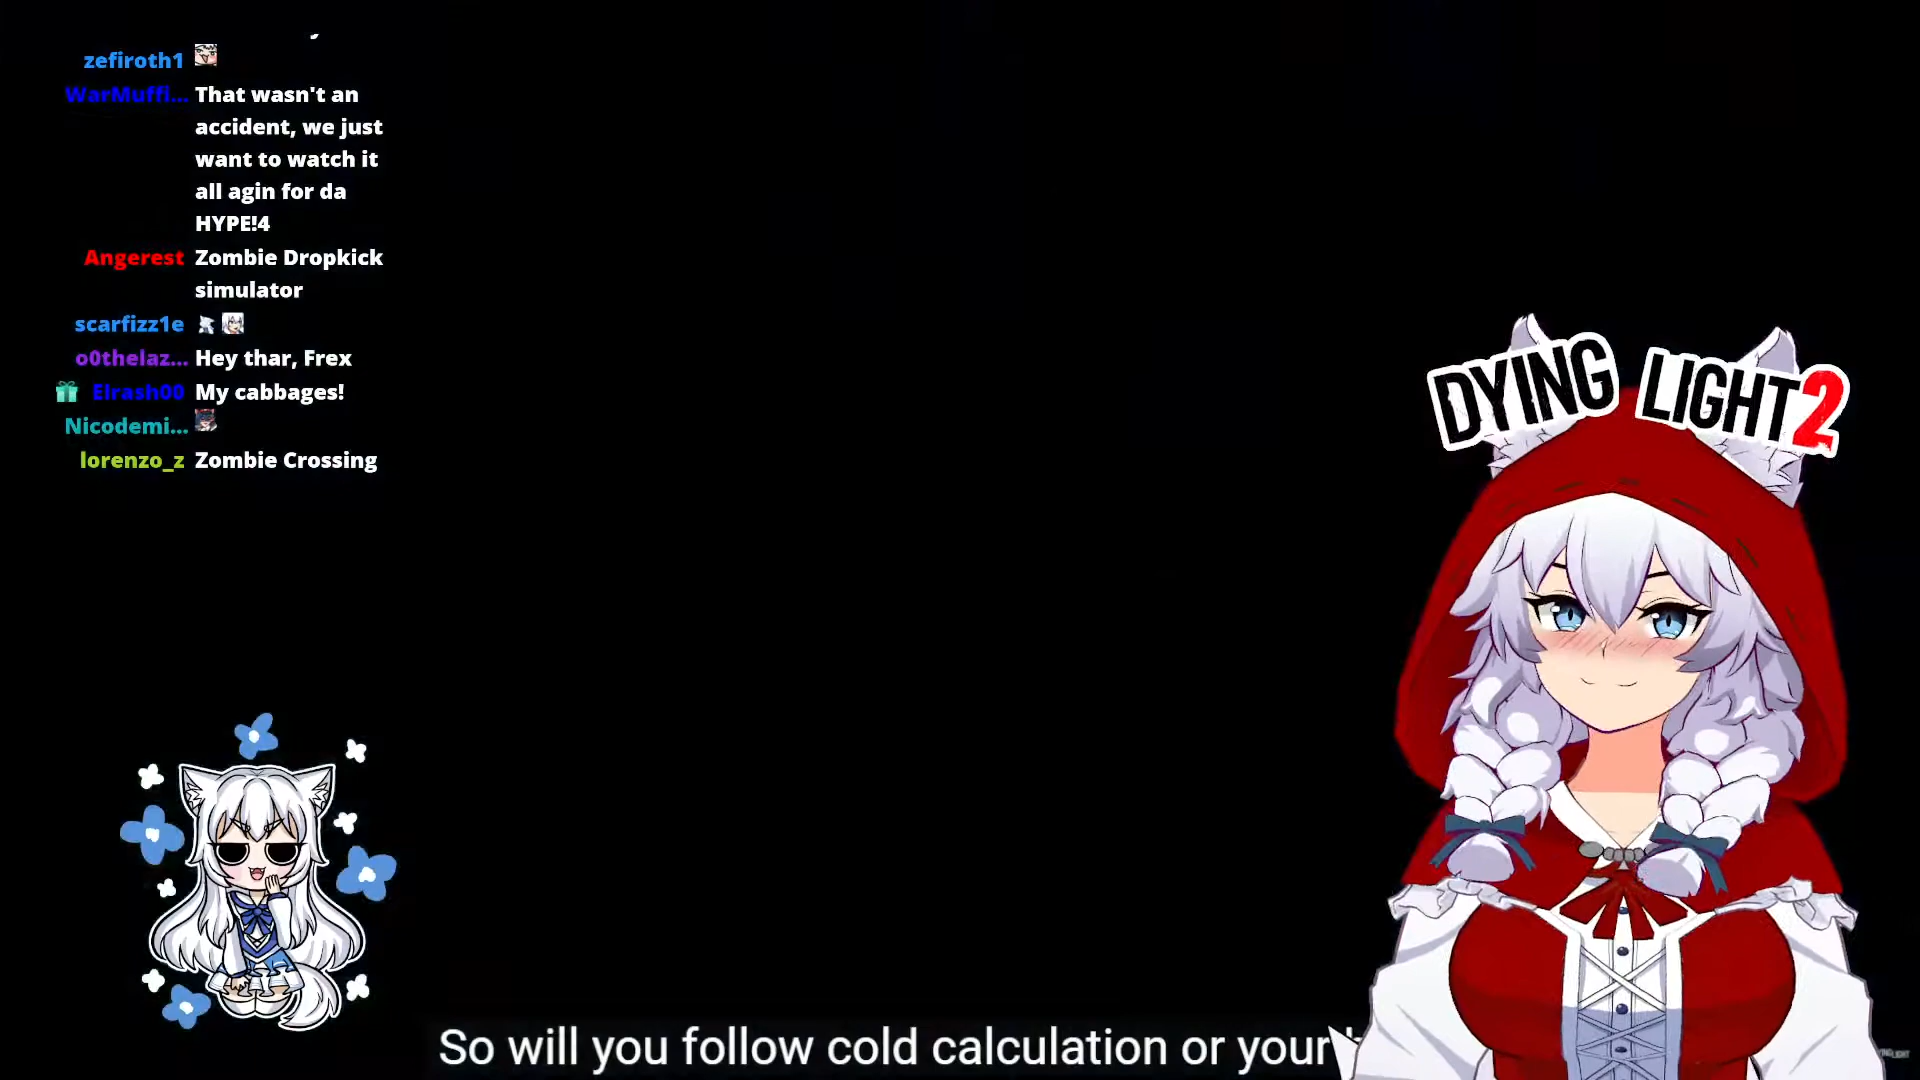 zefiroth1
WarMuffi... That wasn't an
accident, we just
want to watch it
all agin for da
HYPE!4
Angerest Zombie Dropkick
simulator
scarfizz1e
o0thelaz... Hey thar, Frex
Elrash00 My cabbages!
Nicodemi...
lorenzo_z Zombie Crossing
DYING LIGHT 2
So will you follow cold calculation or your